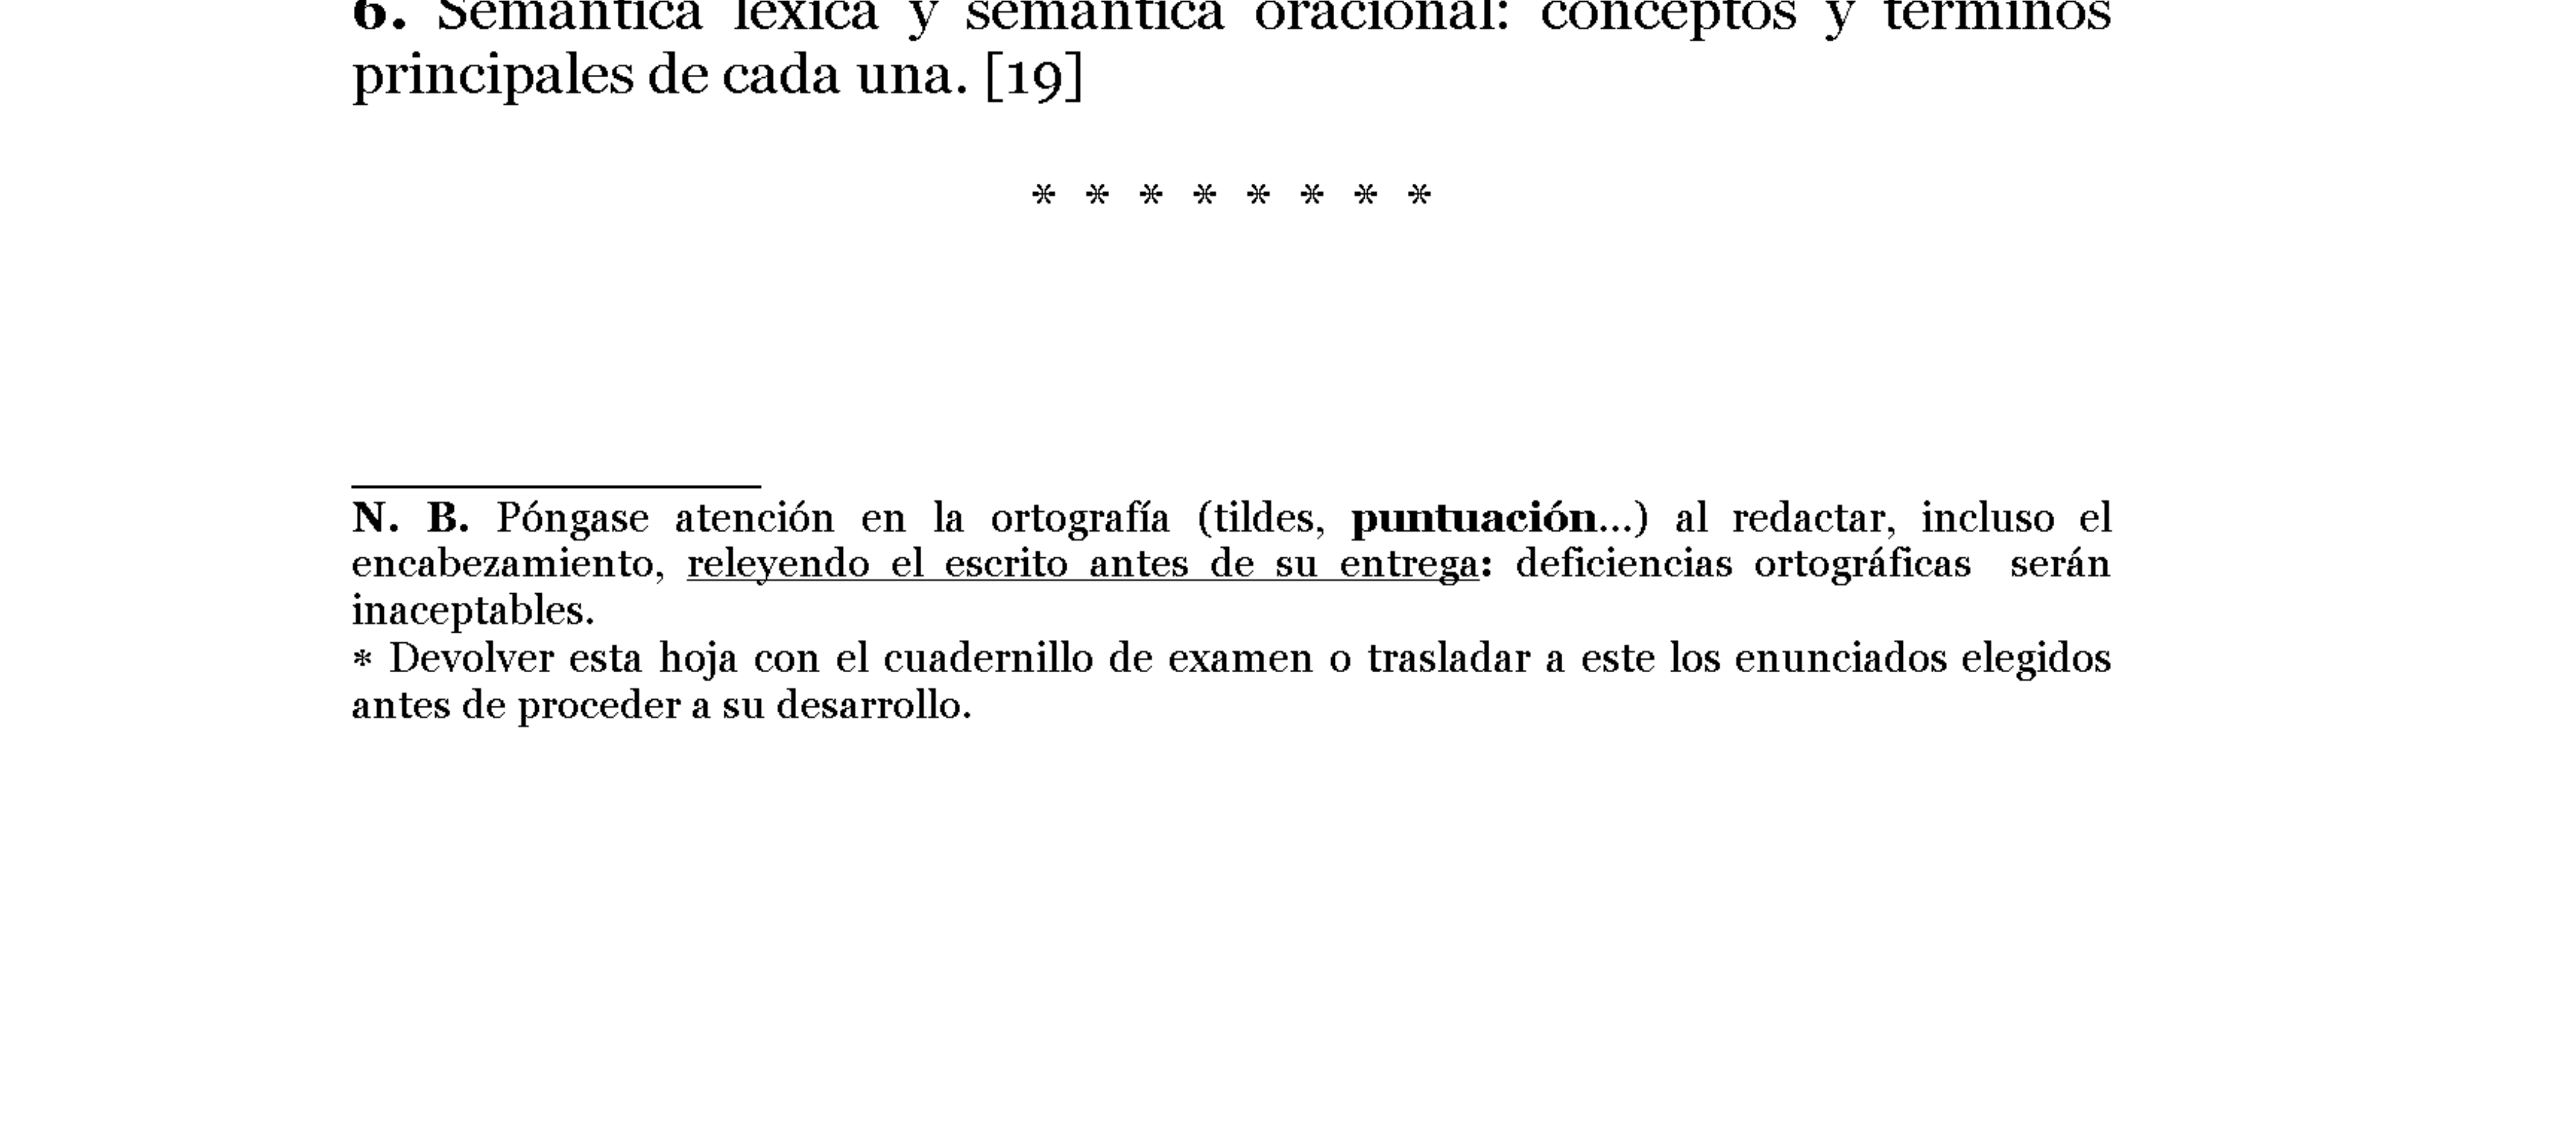 6. Semántica léxica y semántica oracional: conceptos y términos
principales de cada una. [19]
* * * * * * * *
N. B. Póngase atención en la ortografía (tildes, puntuación...) al redactar, incluso el
encabezamiento, releyendo el escrito antes de su entrega: deficiencias ortográficas serán
inaceptables.
* Devolver esta hoja con el cuadernillo de examen o trasladar a este los enunciados elegidos
antes de proceder a su desarrollo.